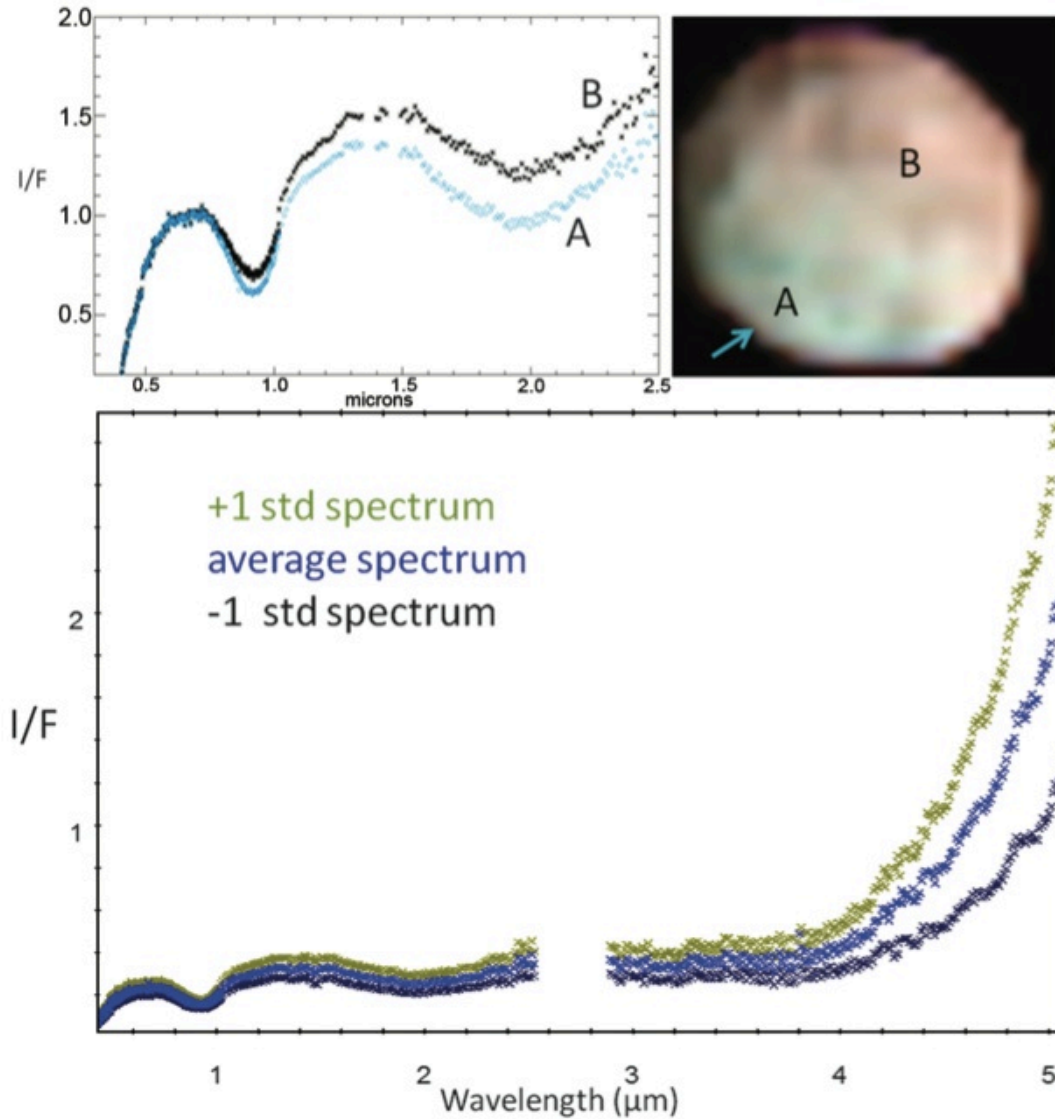 2.0
1.5
1.0
0.5
I/F
B
A
0.5
1.0
1.5
2.0
2.5
microns
B
A
+1 std spectrum
average spectrum
-1 std spectrum
2
1
I/F
1
2
3
4
5
Wavelength (μm)